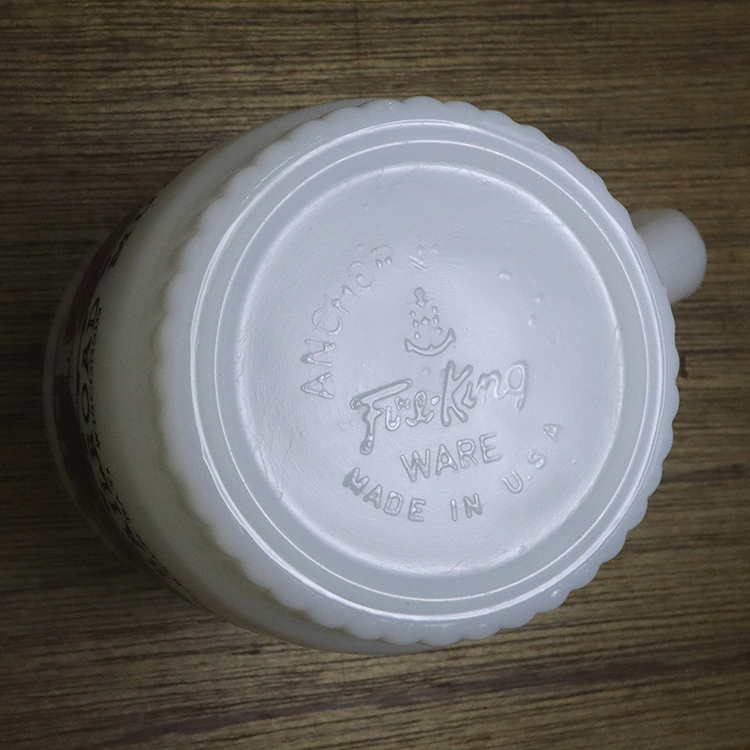 ANCHOR
Fire-King
WARE
MADE IN U.S.A